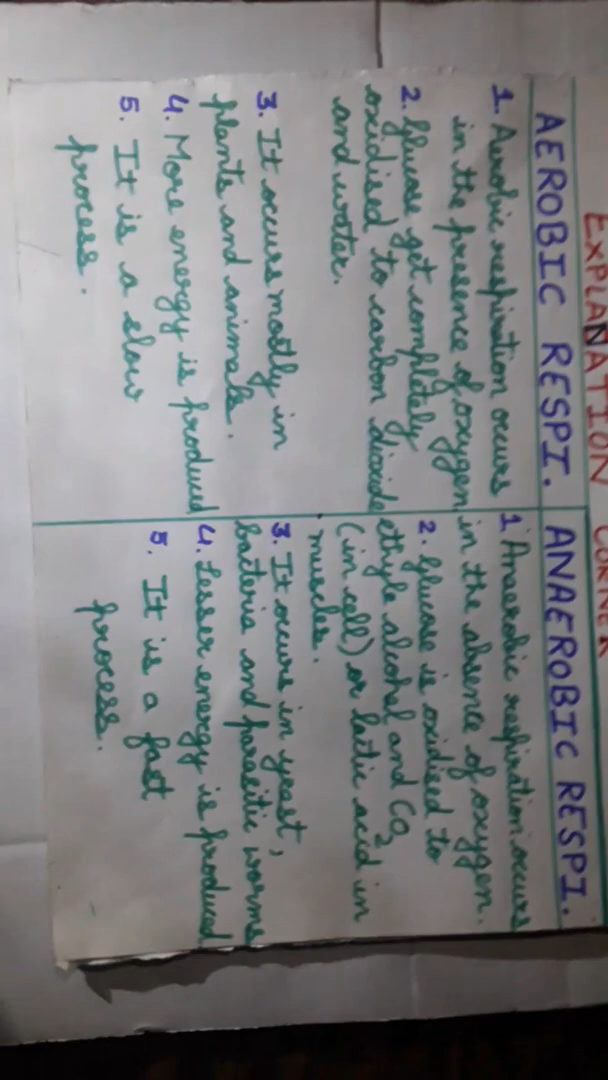 EXPLANATION CORNER
AEROBIC RESPI.
1. Aerobic respiration occurs
in the presence of oxygen
2. Glucose get completely
oxidised to carbon dioxide
and water.
3. It occurs mostly in
plants and animals.
4. More energy is produced
5. It is a slow
process.
ANAEROBIC RESPI.
1. Anaerobic respiration occurs
in the absence of oxygen.
2. Glucose is oxidised to
ethyle alcohol and CO2
(in cell) or lactic acid in
muscles.
3. It occurs in yeast,
bacteria and parasitic worms
4. Lesser energy is produced
5. It is a fast
process.